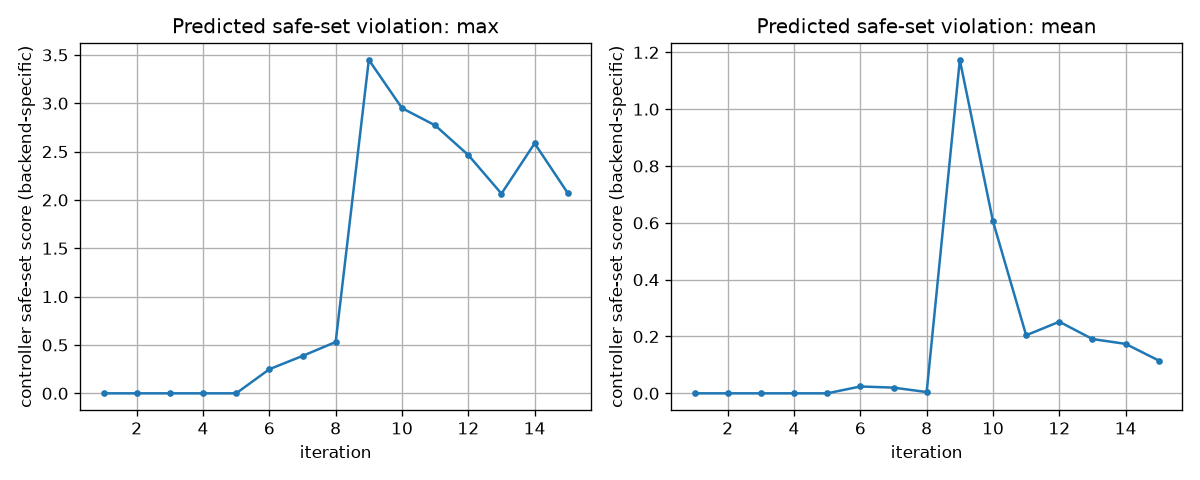 Predicted safe-set violation: max
controller safe-set score (backend-specific)
3.5
3.0
2.5
2.0
1.5
1.0
0.5
0.0
2 4 6 8 10 12 14
iteration
Predicted safe-set violation: mean
controller safe-set score (backend-specific)
1.2
1.0
0.8
0.6
0.4
0.2
0.0
2 4 6 8 10 12 14
iteration